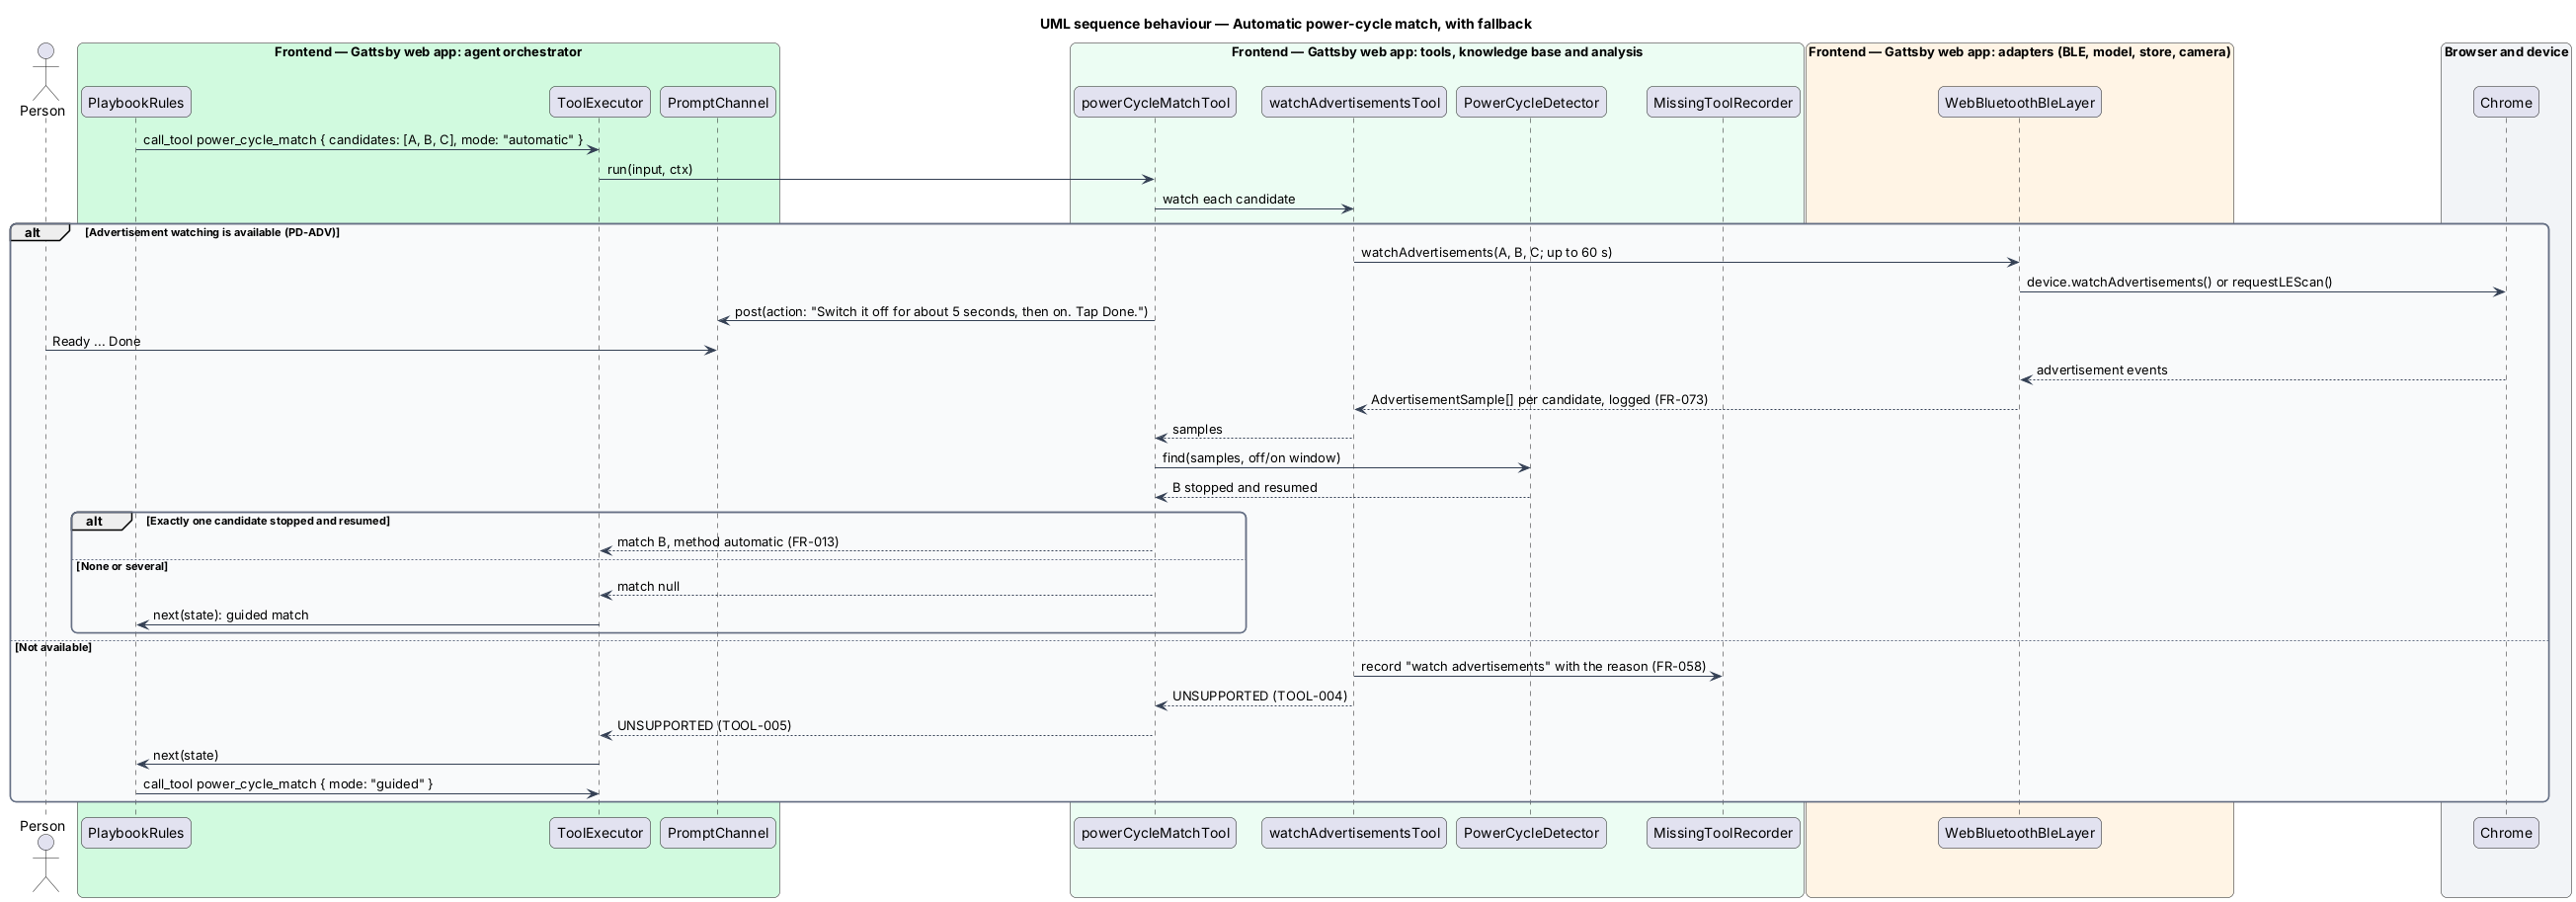 UML sequence behaviour — Automatic power-cycle match, with fallback
Frontend — Gattsby web app: agent orchestrator
Frontend — Gattsby web app: tools, knowledge base and analysis
Frontend — Gattsby web app: adapters (BLE, model, store, camera)
Browser and device
Person
PlaybookRules
ToolExecutor
PromptChannel
powerCycleMatchTool
watchAdvertisementsTool
PowerCycleDetector
MissingToolRecorder
WebBluetoothBleLayer
Chrome
call_tool power_cycle_match { candidates: [A, B, C], mode: "automatic" }
run(input, ctx)
watch each candidate
alt
[Advertisement watching is available (PD-ADV)]
watchAdvertisements(A, B, C; up to 60 s)
device.watchAdvertisements() or requestLEScan()
post(action: "Switch it off for about 5 seconds, then on. Tap Done.")
Ready ... Done
advertisement events
AdvertisementSample[] per candidate, logged (FR-073)
samples
find(samples, off/on window)
B stopped and resumed
alt
[Exactly one candidate stopped and resumed]
match B, method automatic (FR-013)
[None or several]
match null
next(state): guided match
[Not available]
record "watch advertisements" with the reason (FR-058)
UNSUPPORTED (TOOL-004)
UNSUPPORTED (TOOL-005)
next(state)
call_tool power_cycle_match { mode: "guided" }
Person
PlaybookRules
ToolExecutor
PromptChannel
powerCycleMatchTool
watchAdvertisementsTool
PowerCycleDetector
MissingToolRecorder
WebBluetoothBleLayer
Chrome